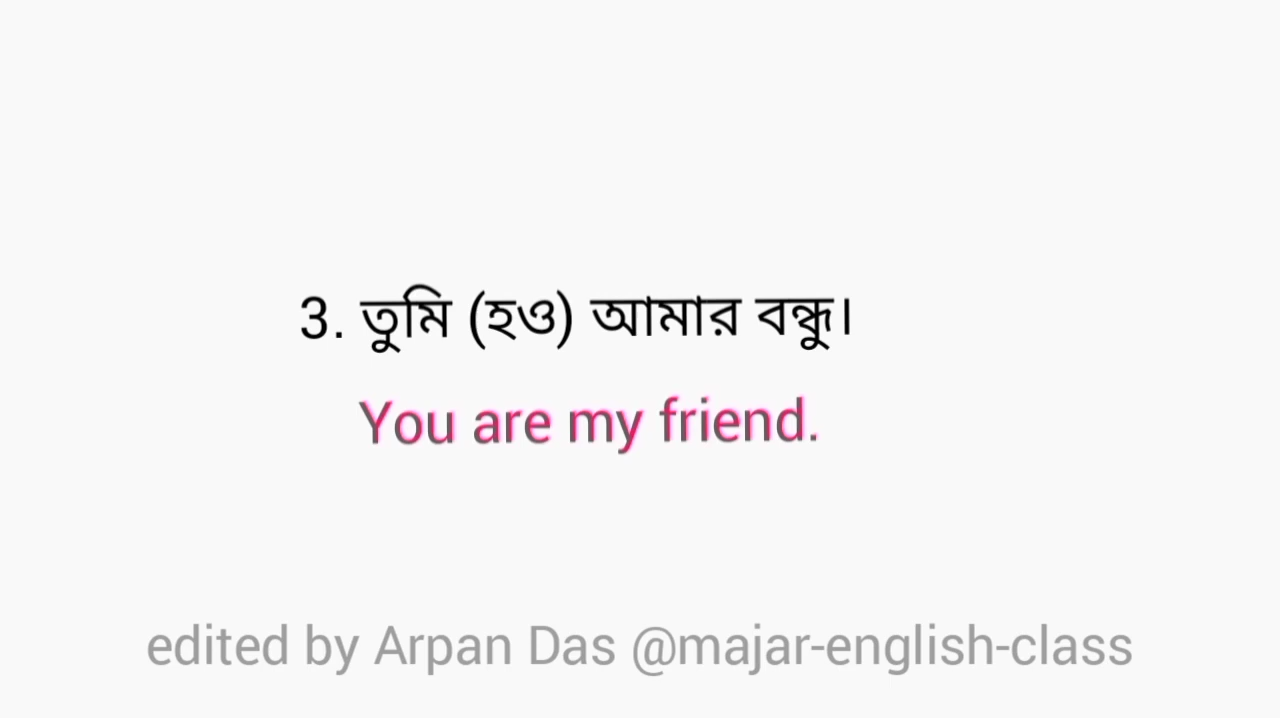 3. তুমি (হও) আমার বন্ধু।
You are my friend.
edited by Arpan Das @majar-english-class